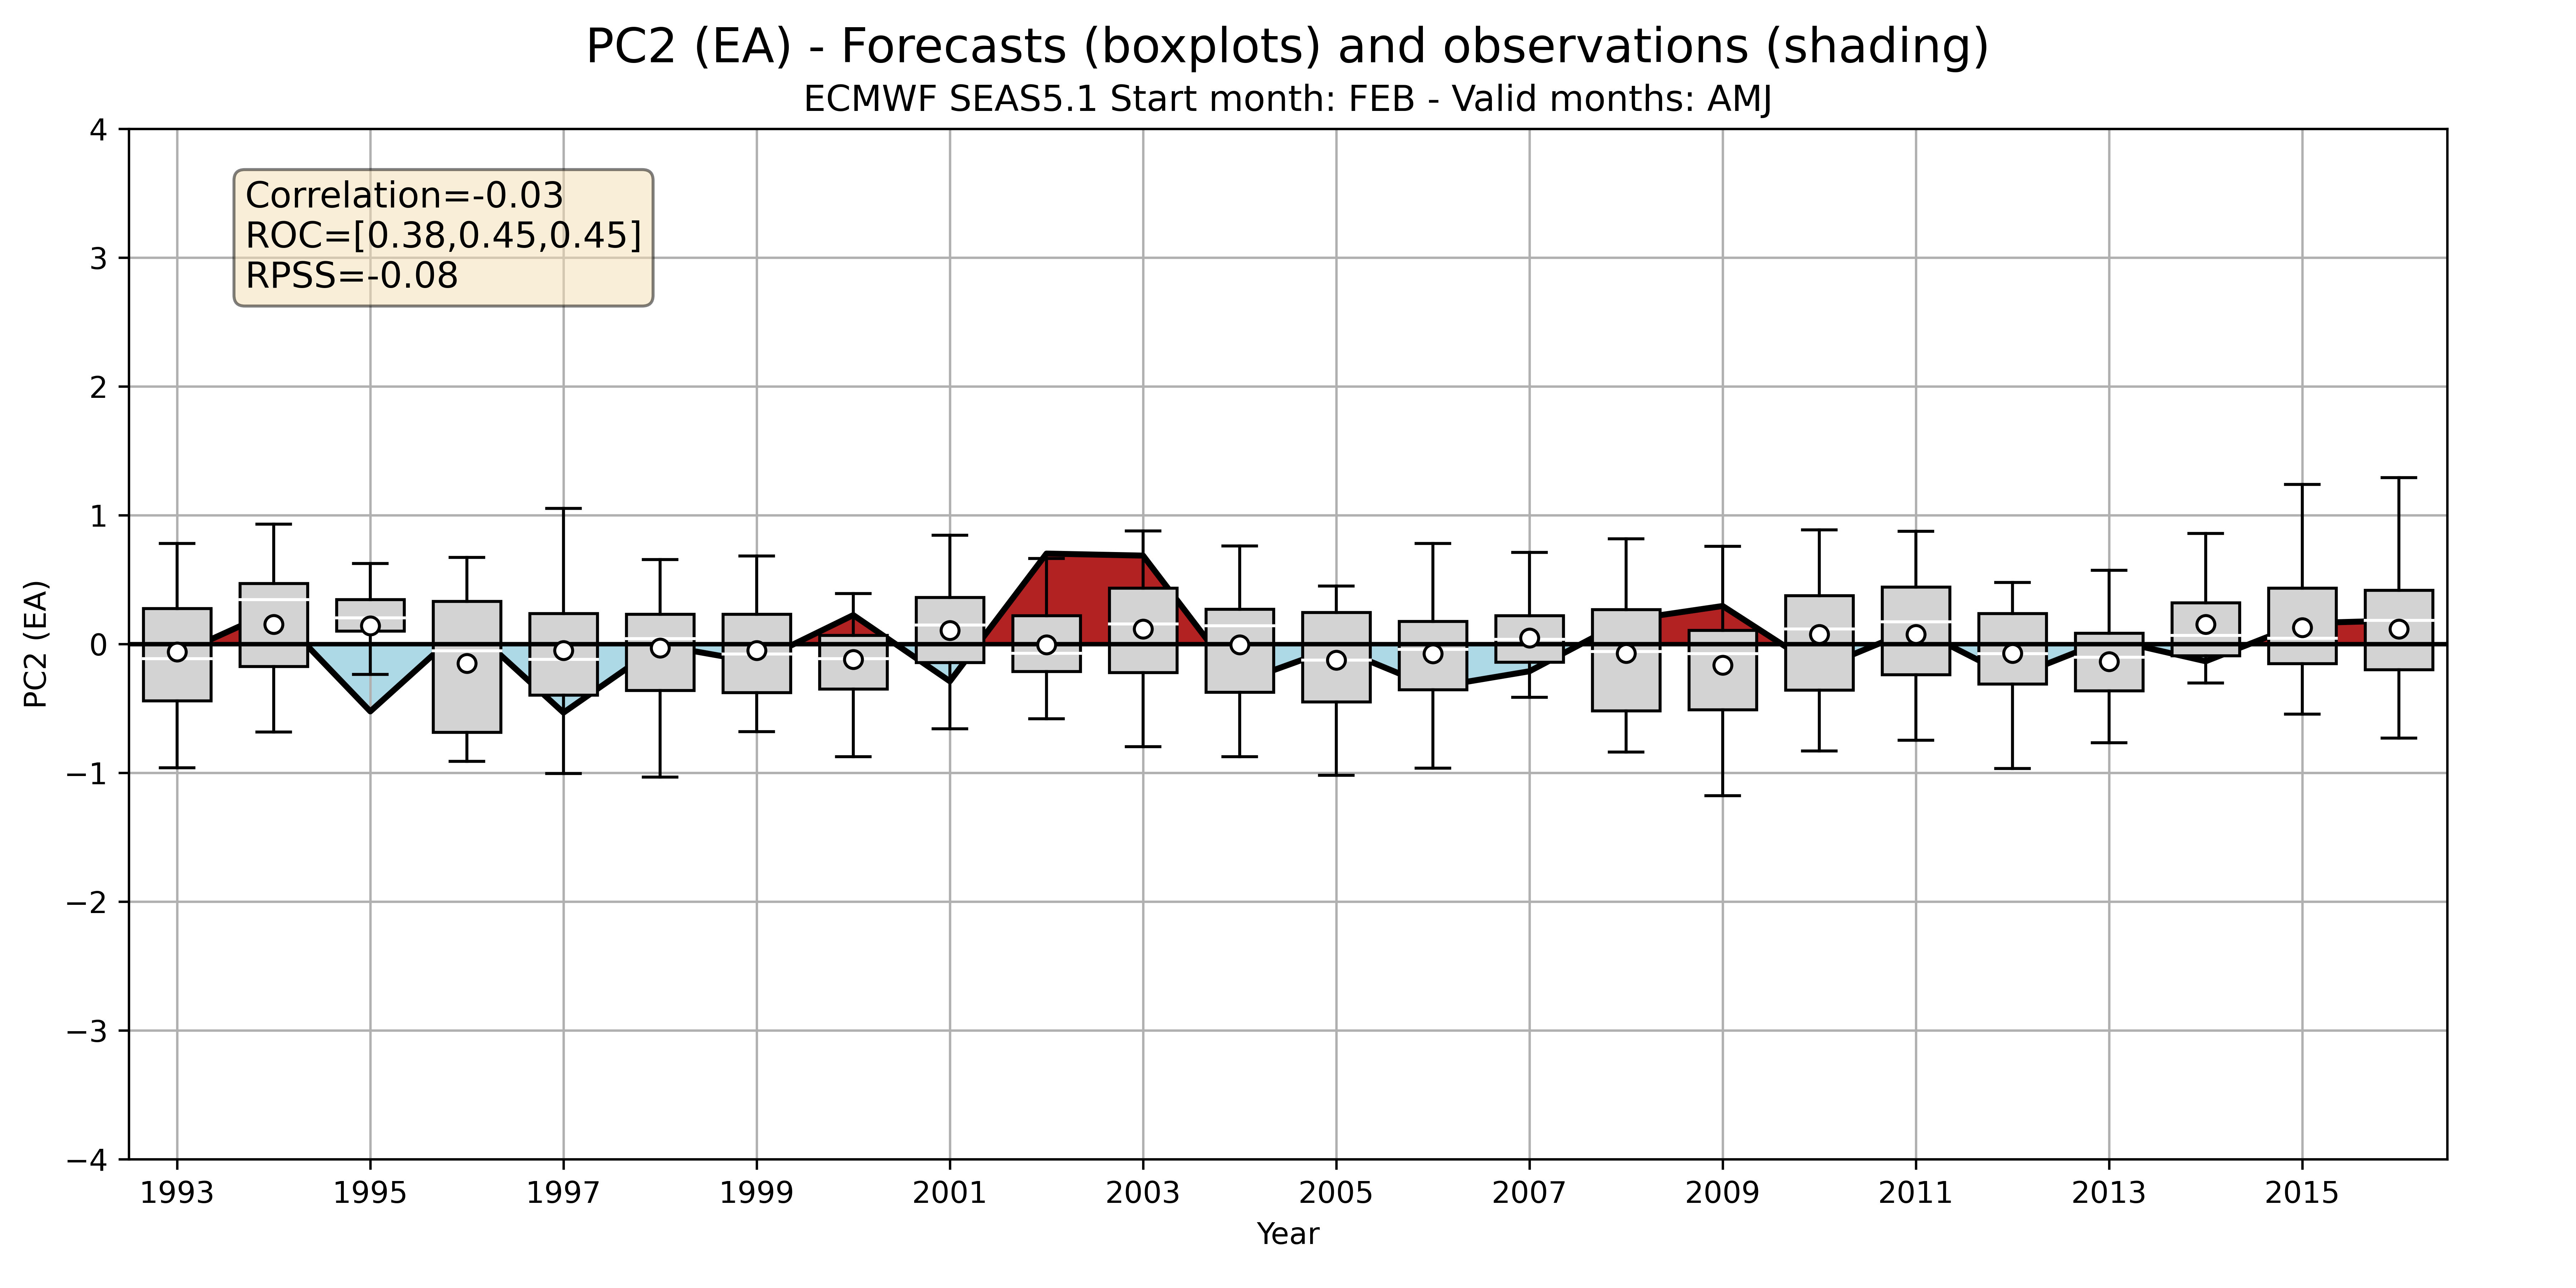 PC2 (EA) - Forecasts (boxplots) and observations (shading)
ECMWF SEAS5.1 Start month: FEB - Valid months: AMJ
Correlation=-0.03
ROC=[0.38,0.45,0.45]
RPSS=-0.08
PC2 (EA)
4
3
2
1
0
−1
−2
−3
−4
1993 1995 1997 1999 2001 2003 2005 2007 2009 2011 2013 2015
Year